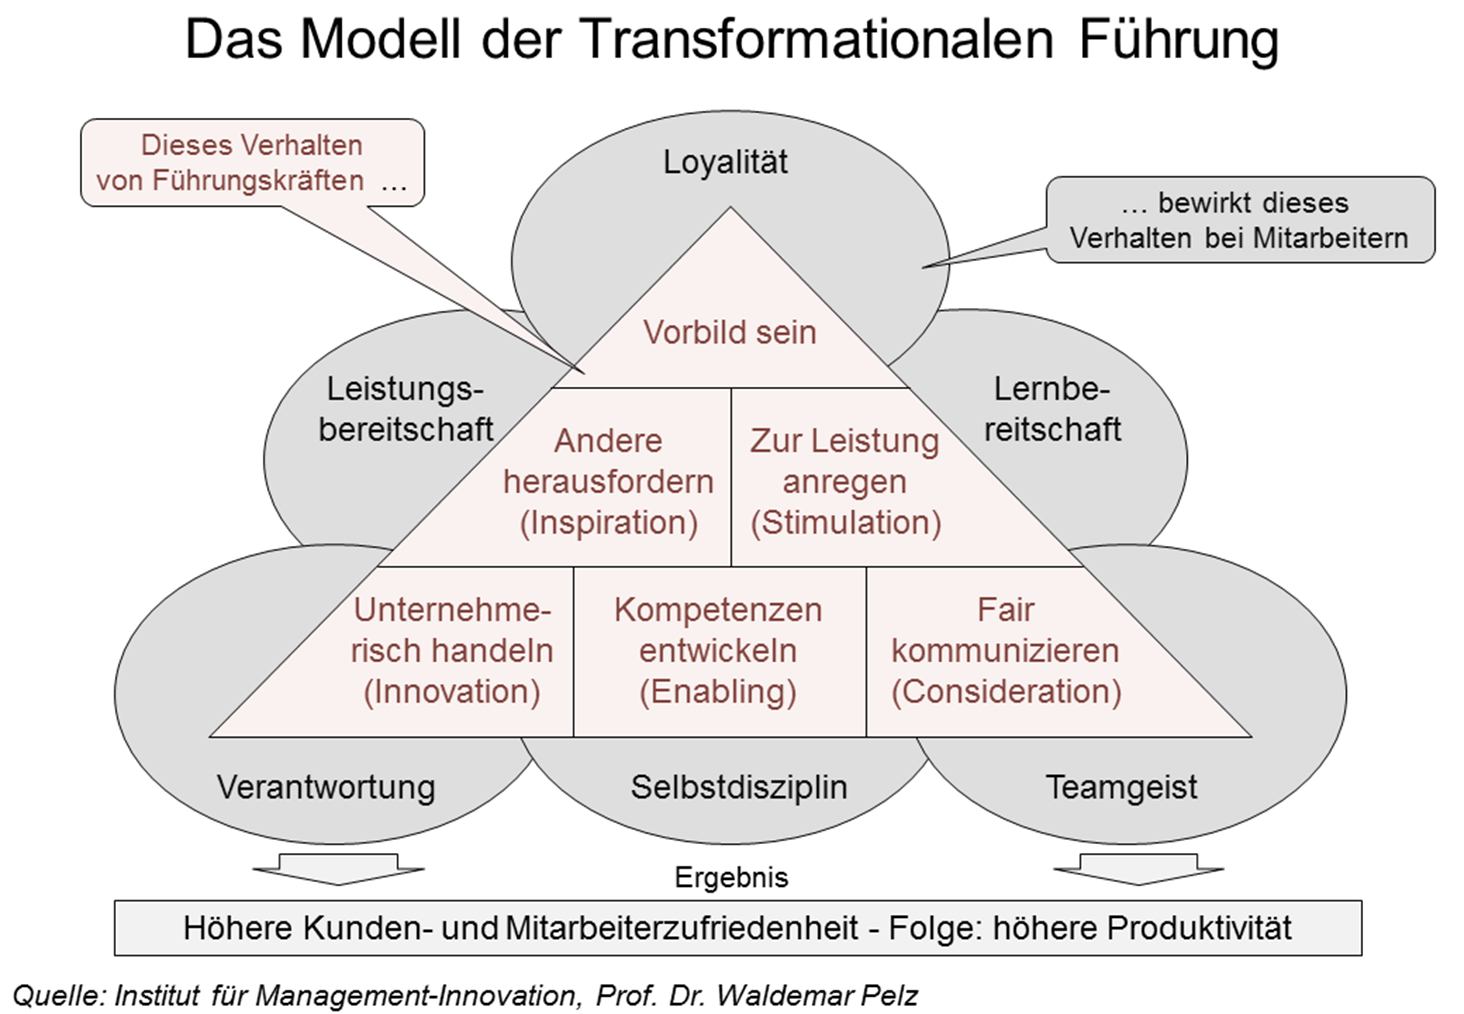 Das Modell der Transformationalen Führung
Dieses Verhalten
von Führungskräften …
Loyalität
… bewirkt dieses
Verhalten bei Mitarbeitern
Vorbild sein
Leistungs-
bereitschaft
Lernbe-
reitschaft
Andere
herausfordern
(Inspiration)
Zur Leistung
anregen
(Stimulation)
Unternehme-
risch handeln
(Innovation)
Kompetenzen
entwickeln
(Enabling)
Fair
kommunizieren
(Consideration)
Verantwortung
Selbstdisziplin
Teamgeist
Ergebnis
Höhere Kunden- und Mitarbeiterzufriedenheit - Folge: höhere Produktivität
Quelle: Institut für Management-Innovation, Prof. Dr. Waldemar Pelz